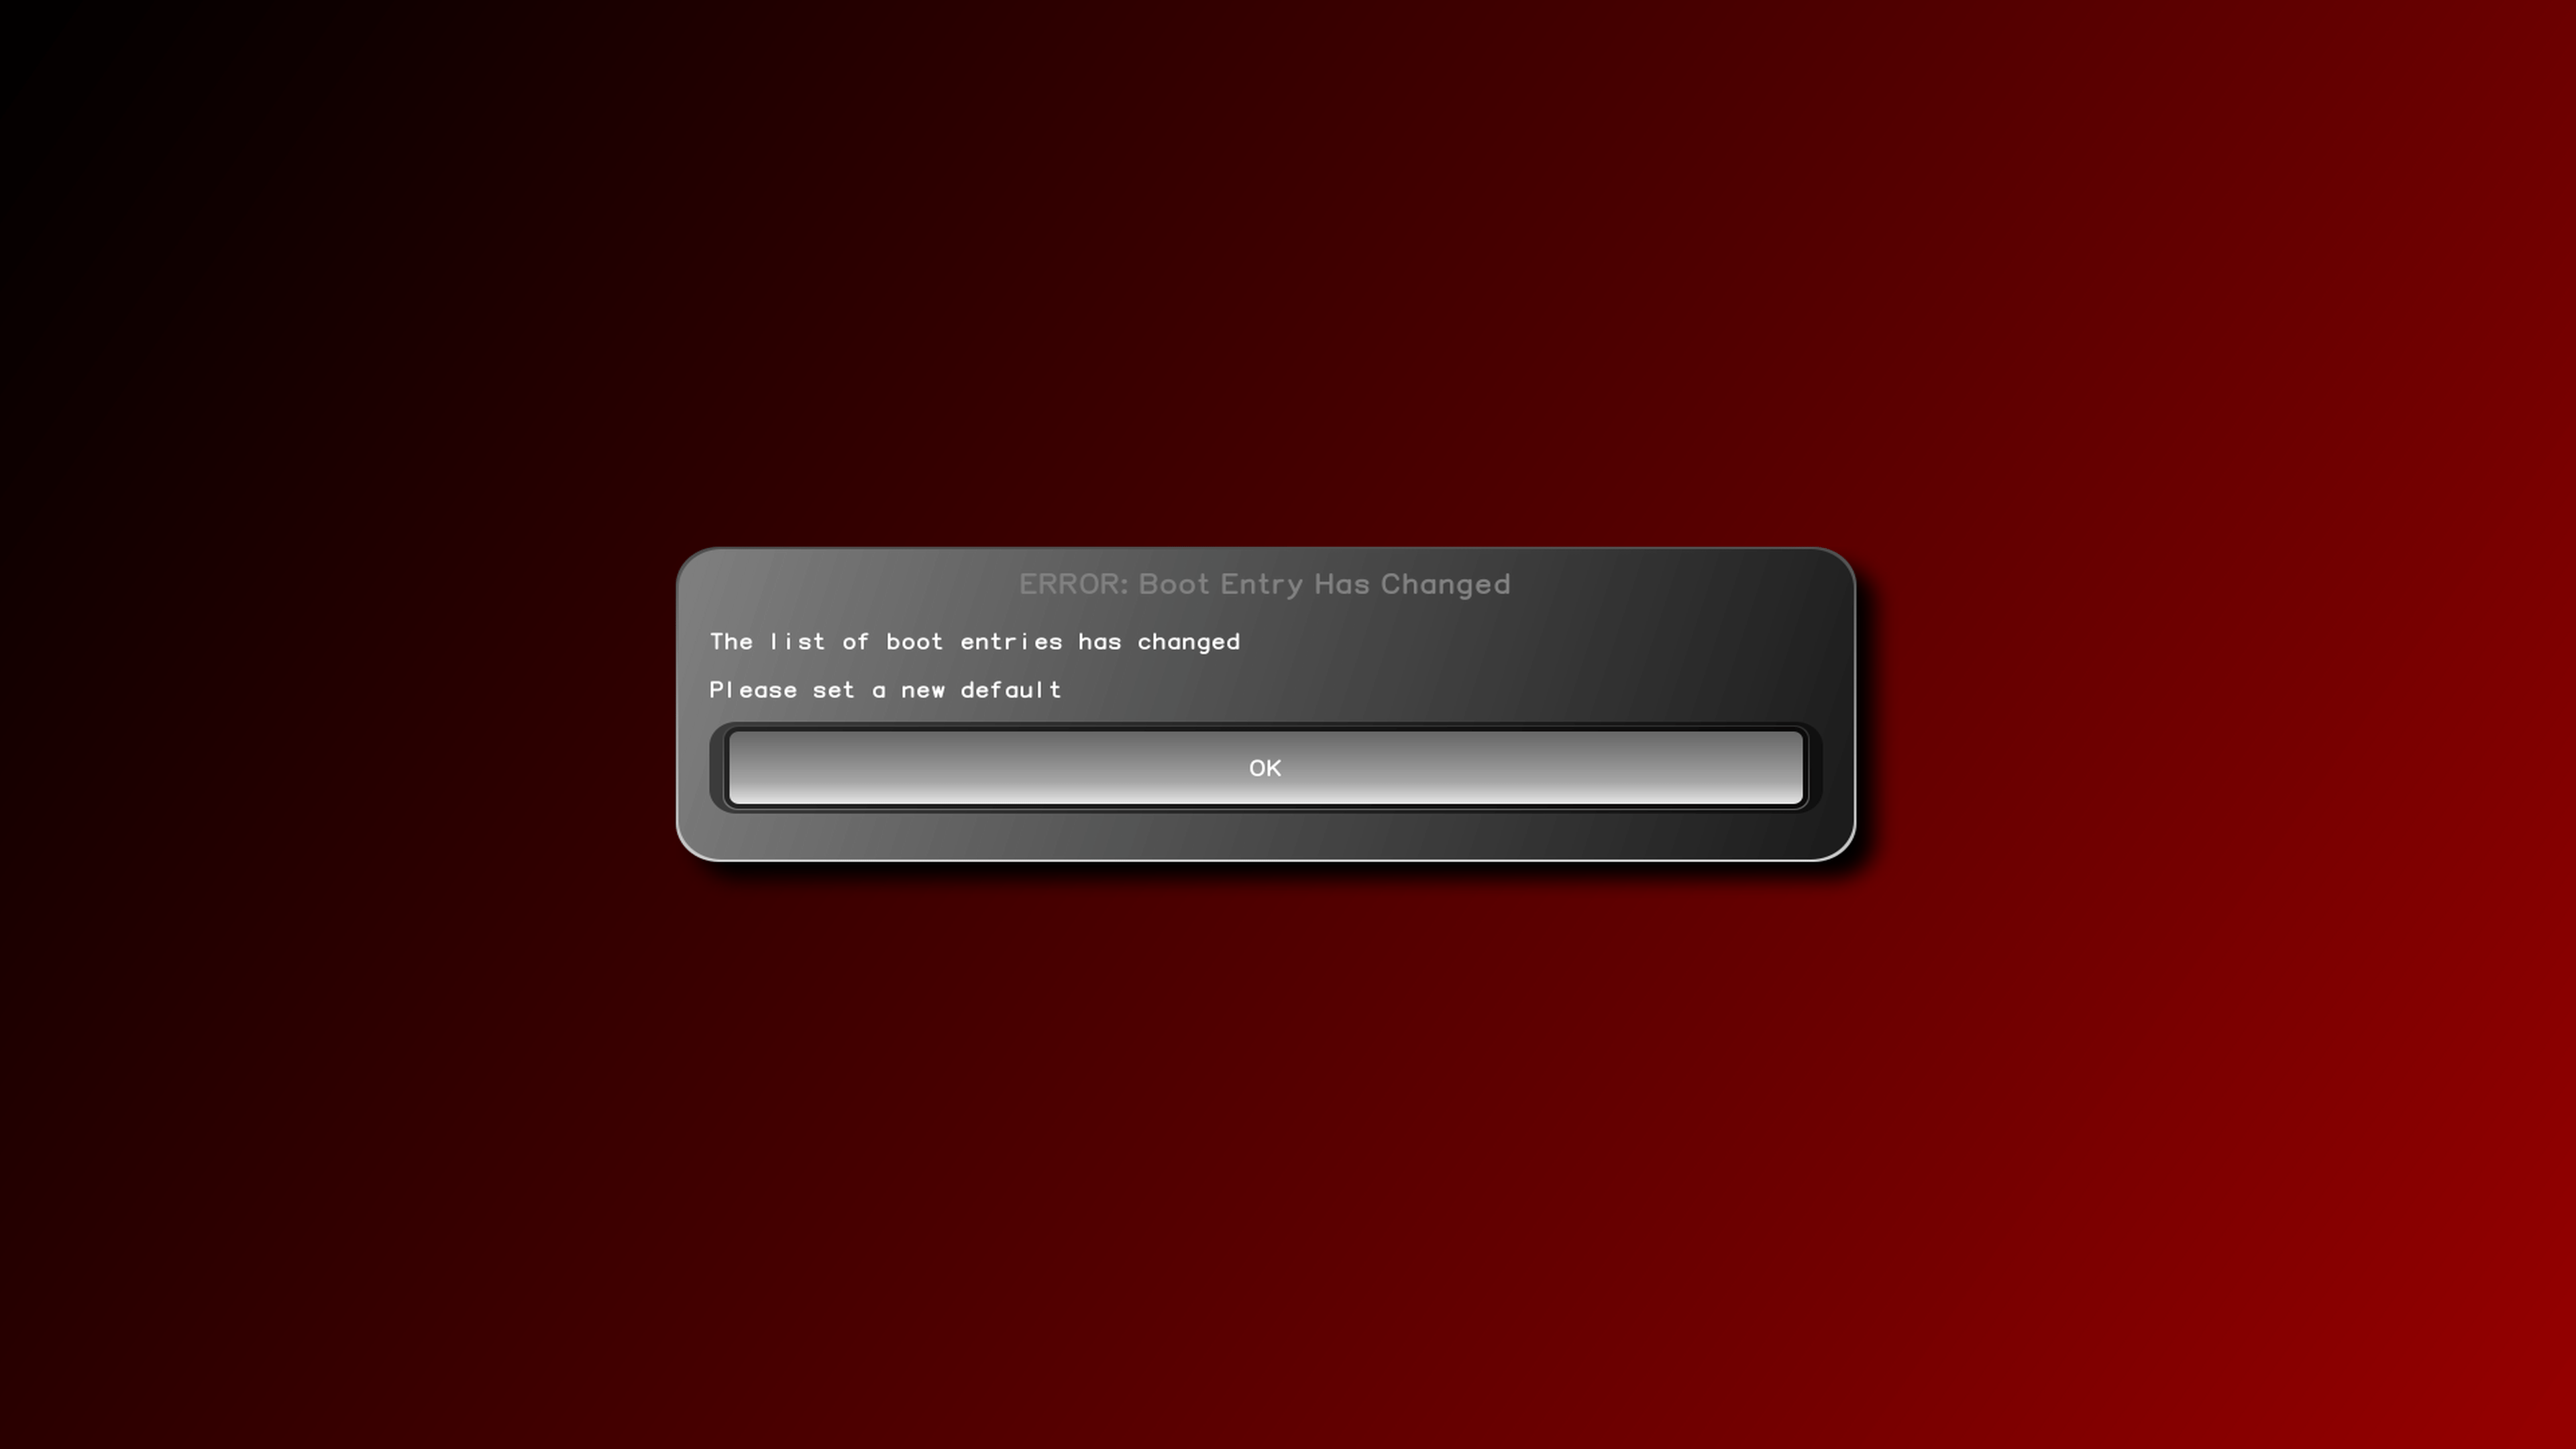 ERROR: Boot Entry Has Changed
The list of boot entries has changed
Please set a new default
OK